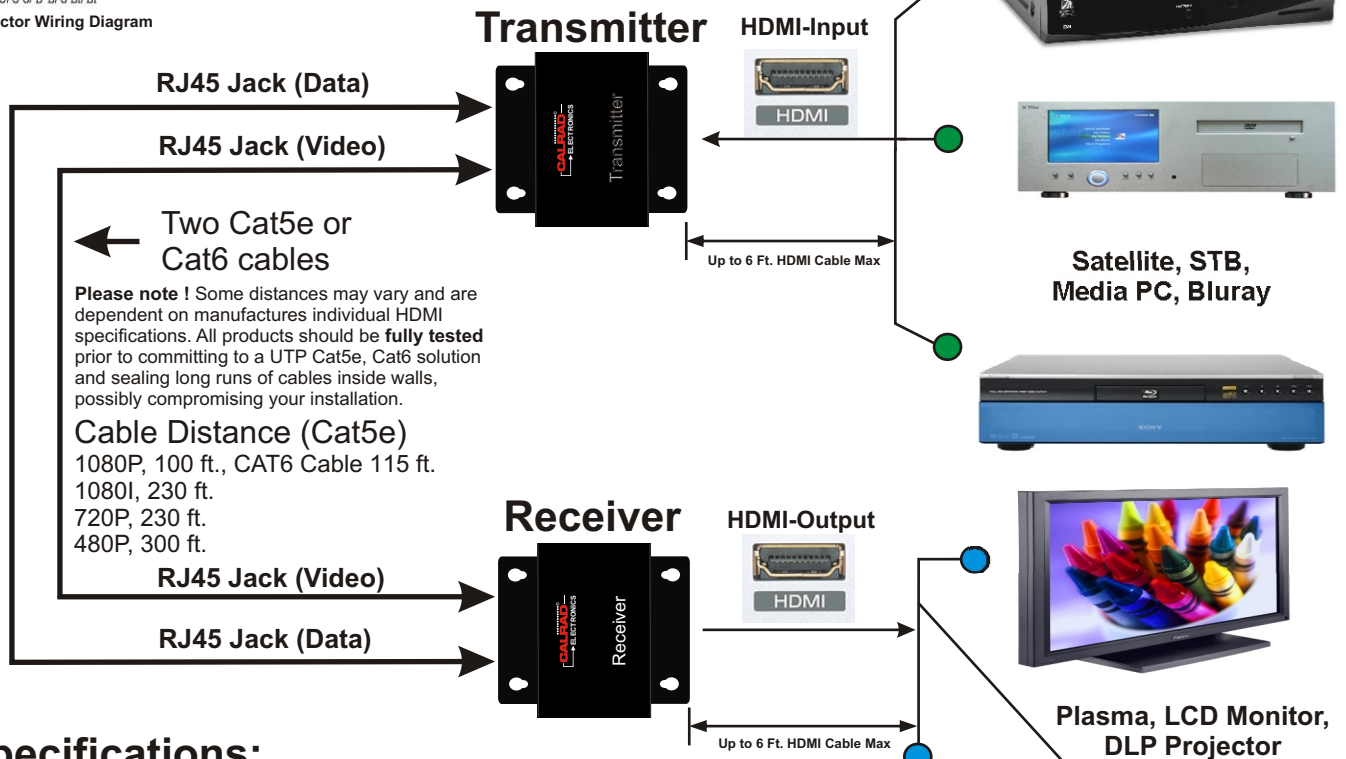 ctor Wiring Diagram
Transmitter
HDMI-Input
RJ45 Jack (Data)
HDMI
CALRAD
ELECTRONICS
Transmitter
RJ45 Jack (Video)
Two Cat5e or
Cat6 cables
Up to 6 Ft. HDMI Cable Max
Satellite, STB,
Media PC, Bluray
Please note ! Some distances may vary and are
dependent on manufactures individual HDMI
specifications. All products should be fully tested
prior to committing to a UTP Cat5e, Cat6 solution
and sealing long runs of cables inside walls,
possibly compromising your installation.
SONY
Cable Distance (Cat5e)
1080P, 100 ft., CAT6 Cable 115 ft.
1080I, 230 ft.
720P, 230 ft.
480P, 300 ft.
Receiver
HDMI-Output
RJ45 Jack (Video)
HDMI
CALRAD
ELECTRONICS
Receiver
RJ45 Jack (Data)
Up to 6 Ft. HDMI Cable Max
Plasma, LCD Monitor,
DLP Projector
pecifications: